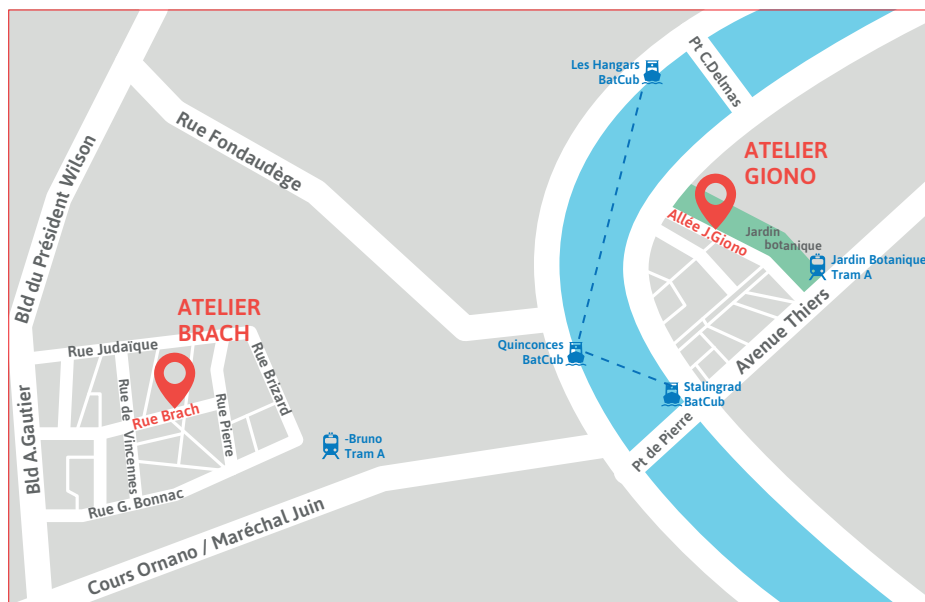 Les Hangars
BatCub
Pt C.Delmas
Bld du Président Wilson
Rue Fondaudège
ATELIER
GIONO
Allée J.Giono
Jardin
botanique
Jardin Botanique
Tram A
ATELIER
BRACH
Rue Judaïque
Rue Brizard
Quinconces
BatCub
Avenue Thiers
Stalingrad
BatCub
Bld A.Gautier
Rue de Vincennes
Rue Brach
Rue Pierre
-Bruno
Tram A
Pt de Pierre
Rue G. Bonnac
Cours Ornano / Maréchal Juin